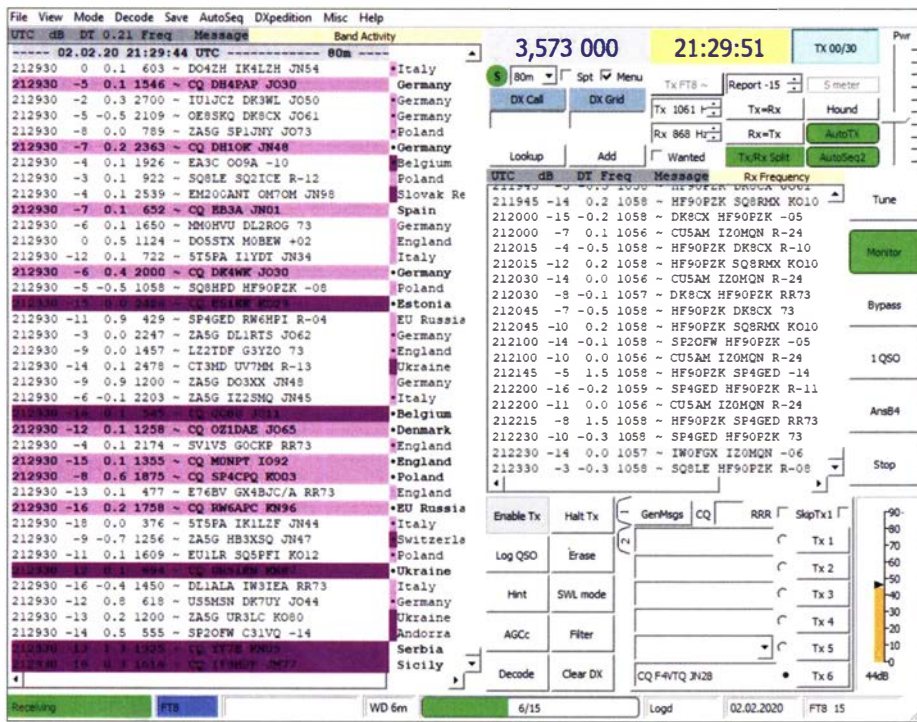 File View Mode Decode Save AutoSeq DXpedition Misc Help
UTC dB DT 0.21 Freq Message Band Activity
----- 02.02.20 21:29:44 UTC ------------- 80m ----
212930 0 0.1 603 ~ DO4ZH IK4LZH JN54 •Italy
212930 -5 0.1 1546 ~ CQ DH4PAP JO30 Germany
212930 -2 0.3 2700 ~ IU1JCZ DK3WL JO50 •Germany
212930 -5 -0.5 2109 ~ OE8SKQ DK8CX JO61 •Germany
212930 -8 0.0 789 ~ ZA5G SP1JNY JO73 •Poland
212930 -7 0.2 2363 ~ CQ DH1OK JN48 •Germany
212930 -4 0.1 1926 ~ EA3C OO9A -10 Belgium
212930 -3 0.1 922 ~ SQ8LE SQ2ICE R-12 Poland
212930 -4 0.1 2539 ~ EM20GANT OM7OM JN98 Slovak Re
212930 -7 0.1 652 ~ CQ EB3A JN01 Spain
212930 -6 0.1 1650 ~ MM0HVU DL2ROG 73 Germany
212930 0 0.5 1124 ~ DO5STX M0BEW +02 England
212930 -12 0.1 722 ~ 5T5PA I1YDT JN34 Italy
212930 -6 0.4 2000 ~ CQ DK4WK JO30 •Germany
212930 -5 -0.5 1058 ~ SQ8HPD HF90PZK -08 Poland
•Estonia
212930 -11 0.9 429 ~ SP4GED RW6HPI R-04 EU Russia
212930 -3 0.0 2247 ~ ZA5G DL1RTS JO62 •Germany
212930 -9 0.0 1457 ~ LZ2TDF G3YZO 73 •England
212930 -14 0.1 2478 ~ CT3MD UV7MM R-13 Ukraine
212930 -9 0.9 1200 ~ ZA5G DO3XX JN48 Germany
212930 -6 -0.1 2203 ~ ZA5G IZ2SMQ JN45 •Italy
•Belgium
212930 -12 0.1 1258 ~ CQ OZ1DAE JO65 •Denmark
212930 -4 0.1 2174 ~ SV1VS G0CKP RR73 •England
212930 -15 0.1 1355 ~ CQ M0NPT IO92 •England
212930 -8 0.6 1875 ~ CQ SP4CPQ KO03 •Poland
212930 -13 0.1 477 ~ E76BV GX4BJC/A RR73 England
212930 -16 0.2 1758 ~ CQ RW6APC KN96 •EU Russia
212930 -18 0.0 376 ~ 5T5PA IK1LZF JN44 •Italy
212930 -9 -0.7 1256 ~ ZA5G HB3XSQ JN47 •Switzerla
212930 -11 0.1 1609 ~ EU1LR SQ5PFI KO12 •Poland
•Ukraine
212930 -16 -0.4 1450 ~ DL1ALA IW3IEA RR73 Italy
212930 -12 0.8 618 ~ US5MSN DK7UY JO44 •Germany
212930 -13 0.2 1200 ~ ZA5G UR3LC KO80 Ukraine
212930 -14 0.5 555 ~ SP2OFW C31VQ -14 Andorra
Serbia
Sicily
3,573 000 21:29:51 TX 00/30 Pwr
S 80m Spt Menu Tx FT8 ~ Report -15 S meter
DX Call DX Grid Tx 1061 Hz Tx=Rx Hound
Rx 868 Hz Rx=Tx AutoTX
Lookup Add Wanted Tx/Rx Split AutoSeq2
UTC dB DT Freq Message Rx Frequency
211945 -14 0.2 1058 ~ HF90PZK SQ8RMX KO10
212000 -15 -0.2 1058 ~ DK8CX HF90PZK -05
212000 -7 0.1 1056 ~ CU5AM IZ0MQN R-24
212015 -4 -0.5 1058 ~ HF90PZK DK8CX R-10
212015 -12 0.2 1058 ~ HF90PZK SQ8RMX KO10
212030 -14 0.0 1056 ~ CU5AM IZ0MQN R-24
212030 -8 -0.1 1057 ~ DK8CX HF90PZK RR73
212045 -7 -0.5 1058 ~ HF90PZK DK8CX 73
212045 -10 0.2 1058 ~ HF90PZK SQ8RMX KO10
212100 -14 -0.1 1058 ~ SP2OFW HF90PZK -05
212100 -10 0.0 1056 ~ CU5AM IZ0MQN R-24
212145 -5 1.5 1058 ~ HF90PZK SP4GED -14
212200 -16 -0.2 1059 ~ SP4GED HF90PZK R-11
212200 -11 0.0 1056 ~ CU5AM IZ0MQN R-24
212215 -8 1.5 1058 ~ HF90PZK SP4GED RR73
212230 -10 -0.3 1058 ~ SP4GED HF90PZK 73
212230 -14 0.0 1057 ~ IW0FGX IZ0MQN -06
212330 -3 -0.3 1058 ~ SQ8LE HF90PZK R-08
Tune
Monitor
Bypass
1 QSO
AnsB4
Stop
Enable Tx Halt Tx 1 GenMsgs CQ RRR SkipTx1
2 Tx 1
Log QSO Erase Tx 2
Hint SWL mode Tx 3
Tx 4
AGCc Filter Tx 5
Decode Clear DX CQ F4VTQ JN28 Tx 6
90
80
70
60
50
40
30
20
10
0
44dB
Receiving FT8 WD 6m 6/15 Logd 02.02.2020 FT8 15